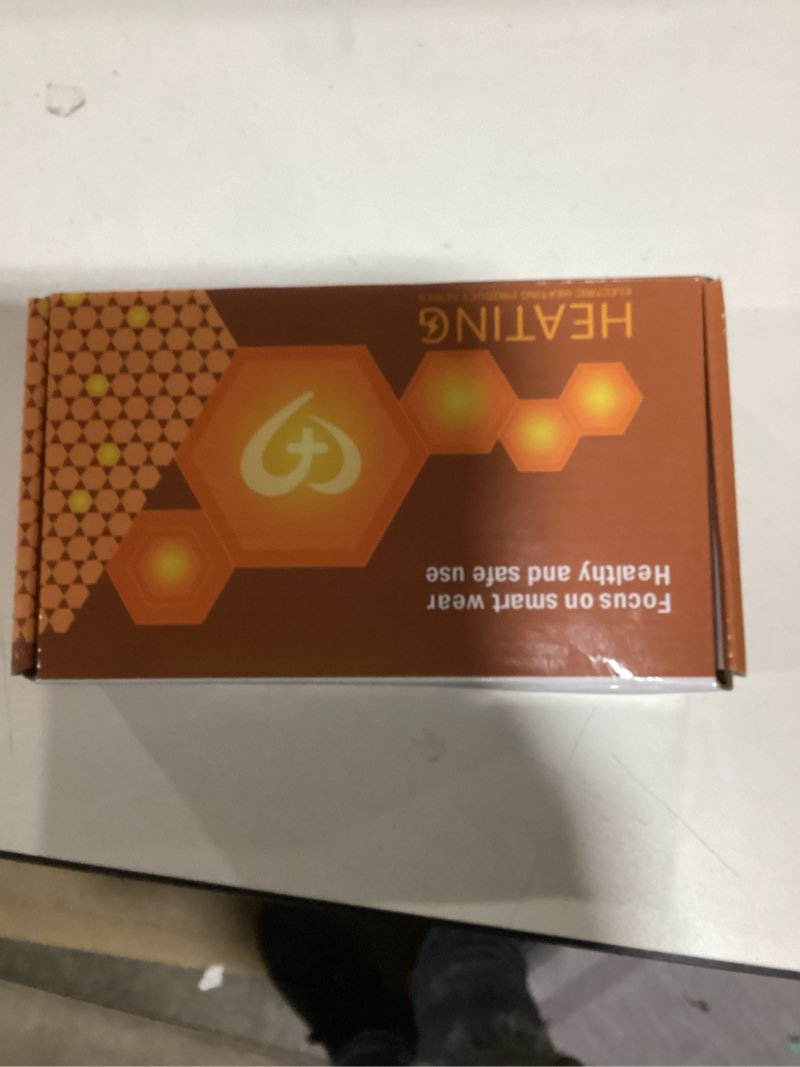 Focus on smart wear
Healthy and safe use
HEATING
ELECTRIC HEATING PRODUCT SERIES